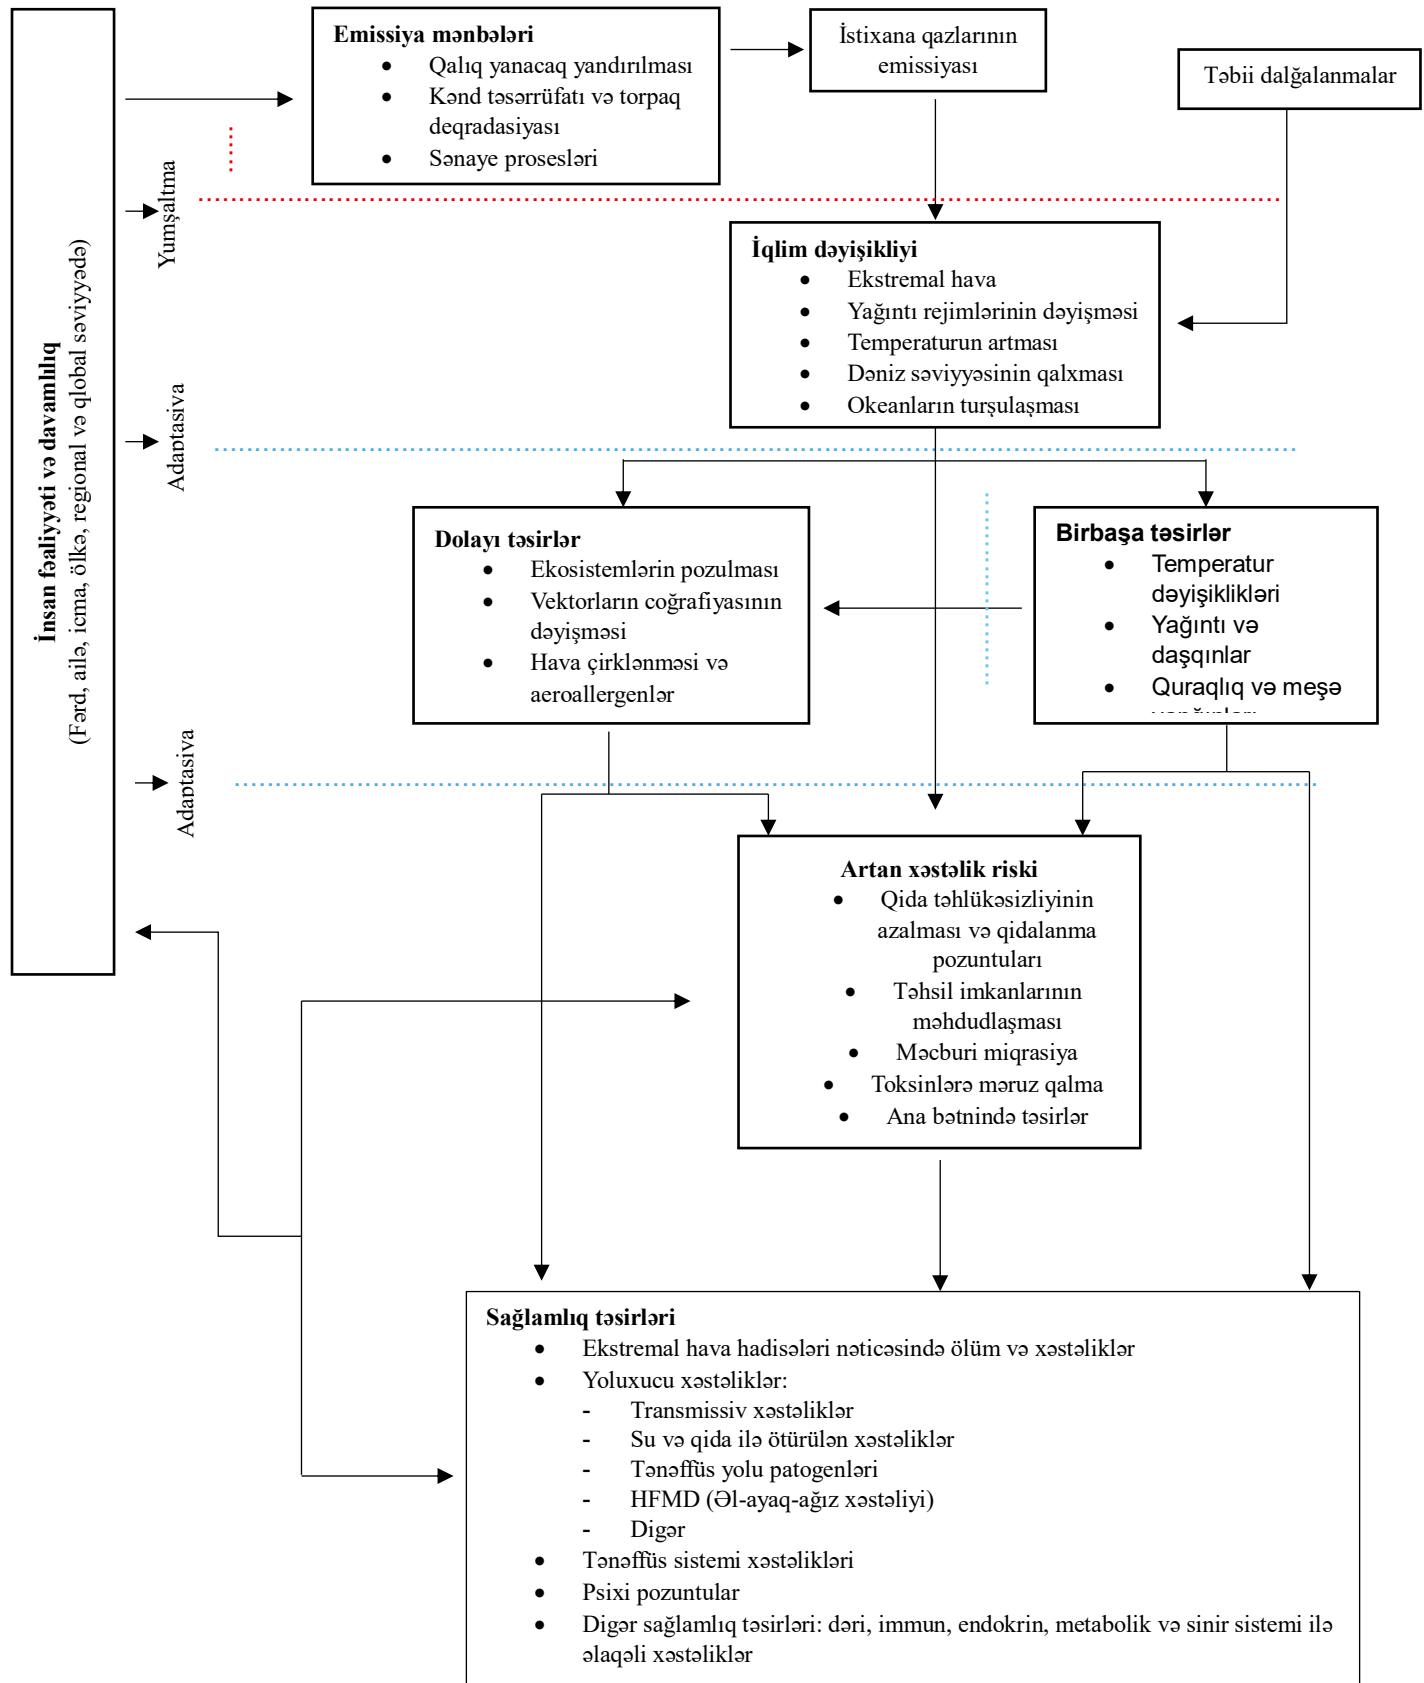 Emissiya mənbələri
• Qalıq yanacaq yandırılması
• Kənd təsərrüfatı və torpaq
deqradasiyası
• Sənaye prosesləri
İstixana qazlarının
emissiyası
Təbii dalğalanmalar
İnsan fəaliyyəti və davamlılıq
(Fərd, ailə, icma, ölkə, regional və qlobal səviyyədə)
Yumşaltma
İqlim dəyişikliyi
• Ekstremal hava
• Yağıntı rejimlərinin dəyişməsi
• Temperaturun artması
• Dəniz səviyyəsinin qalxması
• Okeanların turşulaşması
Adaptasiya
Dolayı təsirlər
• Ekosistemlərin pozulması
• Vektorların coğrafiyasının
dəyişməsi
• Hava çirklənməsi və
aeroallergenlər
Birbaşa təsirlər
• Temperatur
dəyişiklikləri
• Yağıntı və
daşqınlar
• Quraqlıq və meşə
Adaptasiya
Artan xəstəlik riski
• Qida təhlükəsizliyinin
azalması və qidalanma
pozuntuları
• Təhsil imkanlarının
məhdudlaşması
• Məcburi miqrasiya
• Toksinlərə məruz qalma
• Ana bətnində təsirlər
Sağlamlıq təsirləri
• Ekstremal hava hadisələri nəticəsində ölüm və xəstəliklər
• Yoluxucu xəstəliklər:
- Transmissiv xəstəliklər
- Su və qida ilə ötürülən xəstəliklər
- Tənəffüs yolu patogenləri
- HFMD (Əl-ayaq-ağız xəstəliyi)
- Digər
• Tənəffüs sistemi xəstəlikləri
• Psixi pozuntular
• Digər sağlamlıq təsirləri: dəri, immun, endokrin, metabolik və sinir sistemi ilə
əlaqəli xəstəliklər